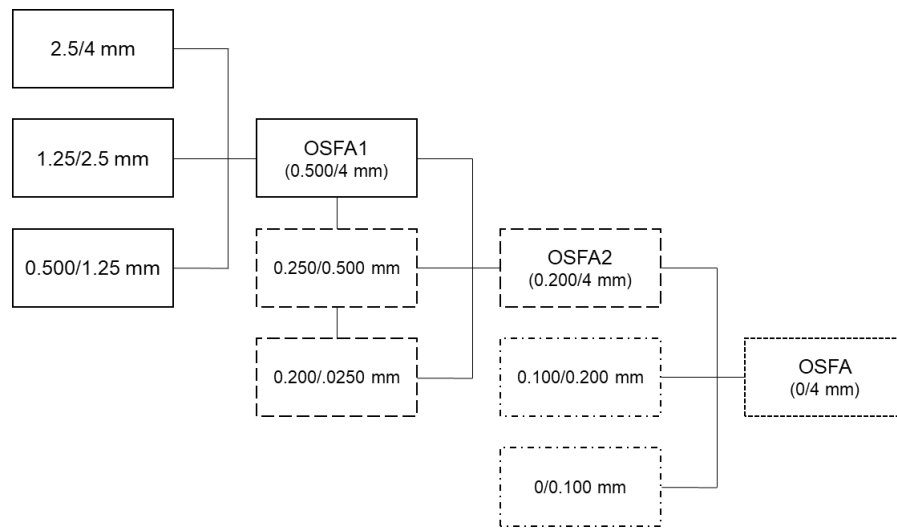 2.5/4 mm
1.25/2.5 mm
0.500/1.25 mm
OSFA1
(0.500/4 mm)
0.250/0.500 mm
0.200/.0250 mm
OSFA2
(0.200/4 mm)
0.100/0.200 mm
0/0.100 mm
OSFA
(0/4 mm)